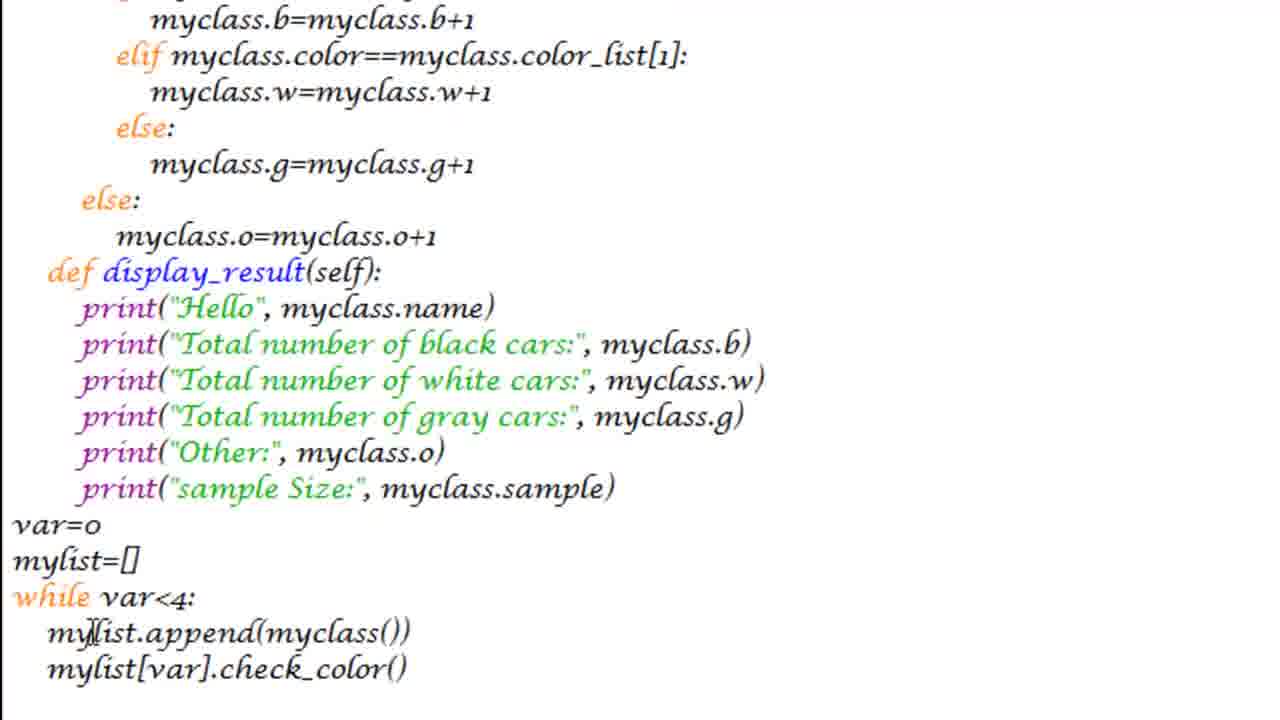 myclass.b=myclass.b+1
elif myclass.color==myclass.color_list[1]:
myclass.w=myclass.w+1
else:
myclass.g=myclass.g+1
else:
myclass.o=myclass.o+1
def display_result(self):
print("Hello", myclass.name)
print("Total number of black cars:", myclass.b)
print("Total number of white cars:", myclass.w)
print("Total number of gray cars:", myclass.g)
print("Other:", myclass.o)
print("sample Size:", myclass.sample)
var=0
mylist=[]
while var<4:
mylist.append(myclass())
mylist[var].check_color()